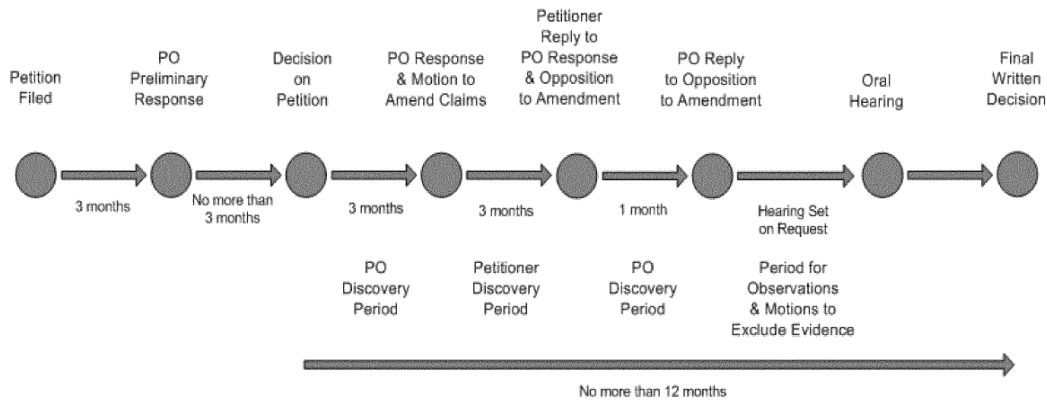 Petition
Filed
PO
Preliminary
Response
Decision
on
Petition
PO Response
& Motion to
Amend Claims
Petitioner
Reply to
PO Response
& Opposition
to Amendment
PO Reply
to Opposition
to Amendment
Oral
Hearing
Final
Written
Decision
3 months
No more than
3 months
3 months
3 months
1 month
Hearing Set
on Request
PO
Discovery
Period
Petitioner
Discovery
Period
PO
Discovery
Period
Period for
Observations
& Motions to
Exclude Evidence
No more than 12 months